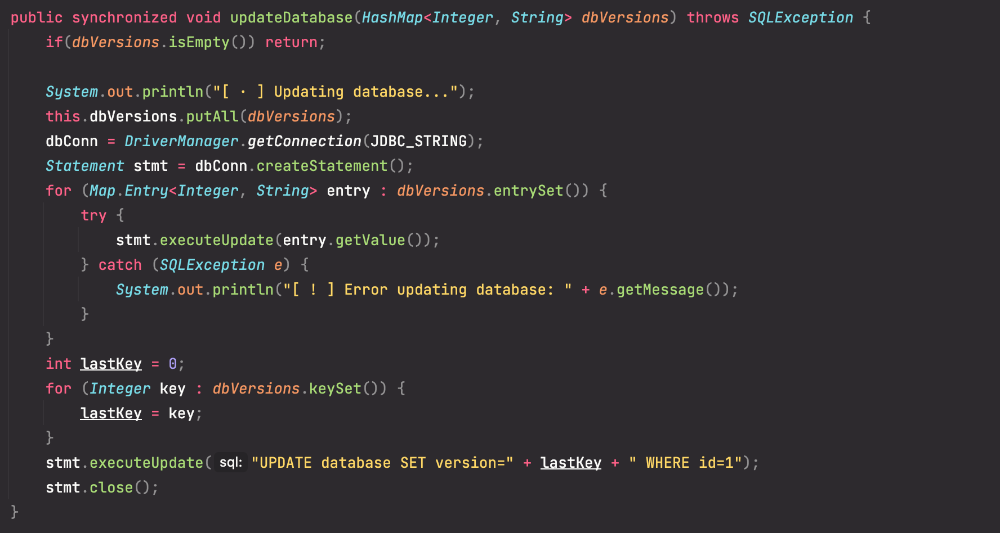 public synchronized void updateDatabase(HashMap<Integer, String> dbVersions) throws SQLException {
    if(dbVersions.isEmpty()) return;

    System.out.println("[ · ] Updating database...");
    this.dbVersions.putAll(dbVersions);
    dbConn = DriverManager.getConnection(JDBC_STRING);
    Statement stmt = dbConn.createStatement();
    for (Map.Entry<Integer, String> entry : dbVersions.entrySet()) {
        try {
            stmt.executeUpdate(entry.getValue());
        } catch (SQLException e) {
            System.out.println("[ ! ] Error updating database: " + e.getMessage());
        }
    }
    int lastKey = 0;
    for (Integer key : dbVersions.keySet()) {
        lastKey = key;
    }
    stmt.executeUpdate( sql: "UPDATE database SET version=" + lastKey + " WHERE id=1");
    stmt.close();
}